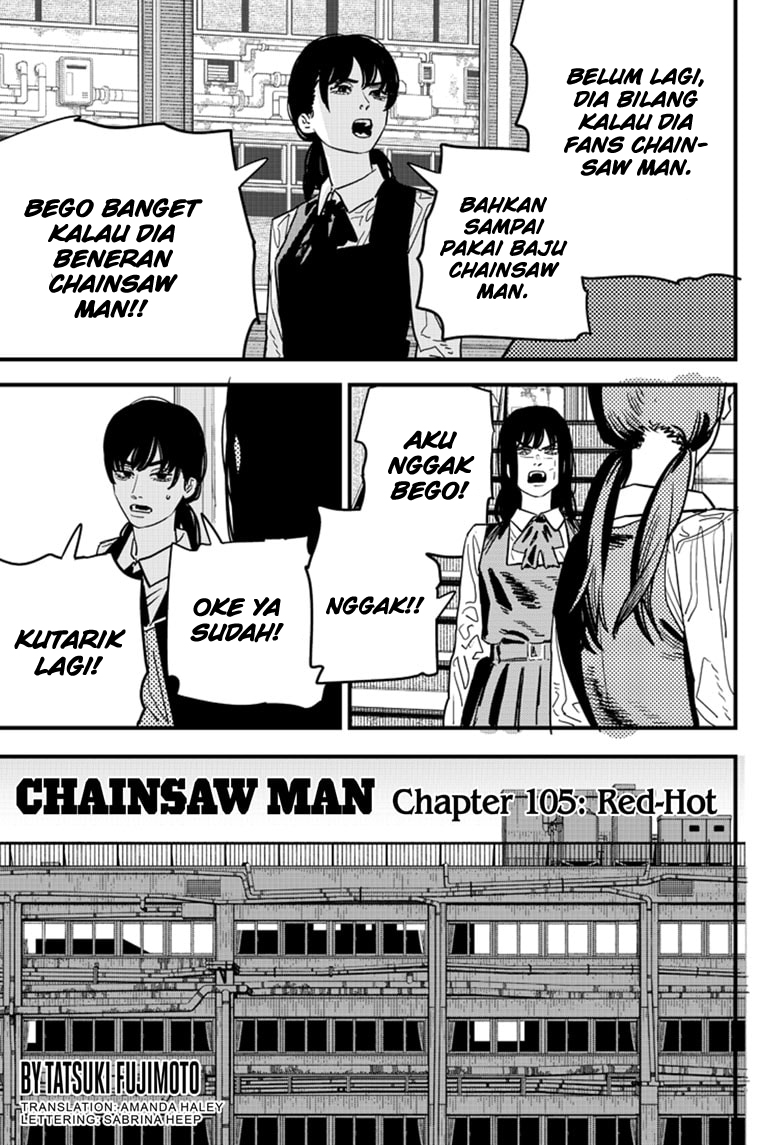 BELUM LAGI,
DIA BILANG
KALAU DIA
FANS CHAIN-
SAW MAN.
BAHKAN
SAMPAI
PAKAI BAJU
CHAINSAW
MAN.
BEGO BANGET
KALAU DIA
BENERAN
CHAINSAW
MAN!!
AKU
NGGAK
BEGO!
NGGAK!!
OKE YA
SUDAH!
KUTARIK
LAGI!
CHAINSAW MAN Chapter 105: Red-Hot
BY TATSUKI FUJIMOTO
TRANSLATION: AMANDA HALEY
LETTERING: SABRINA HEEP